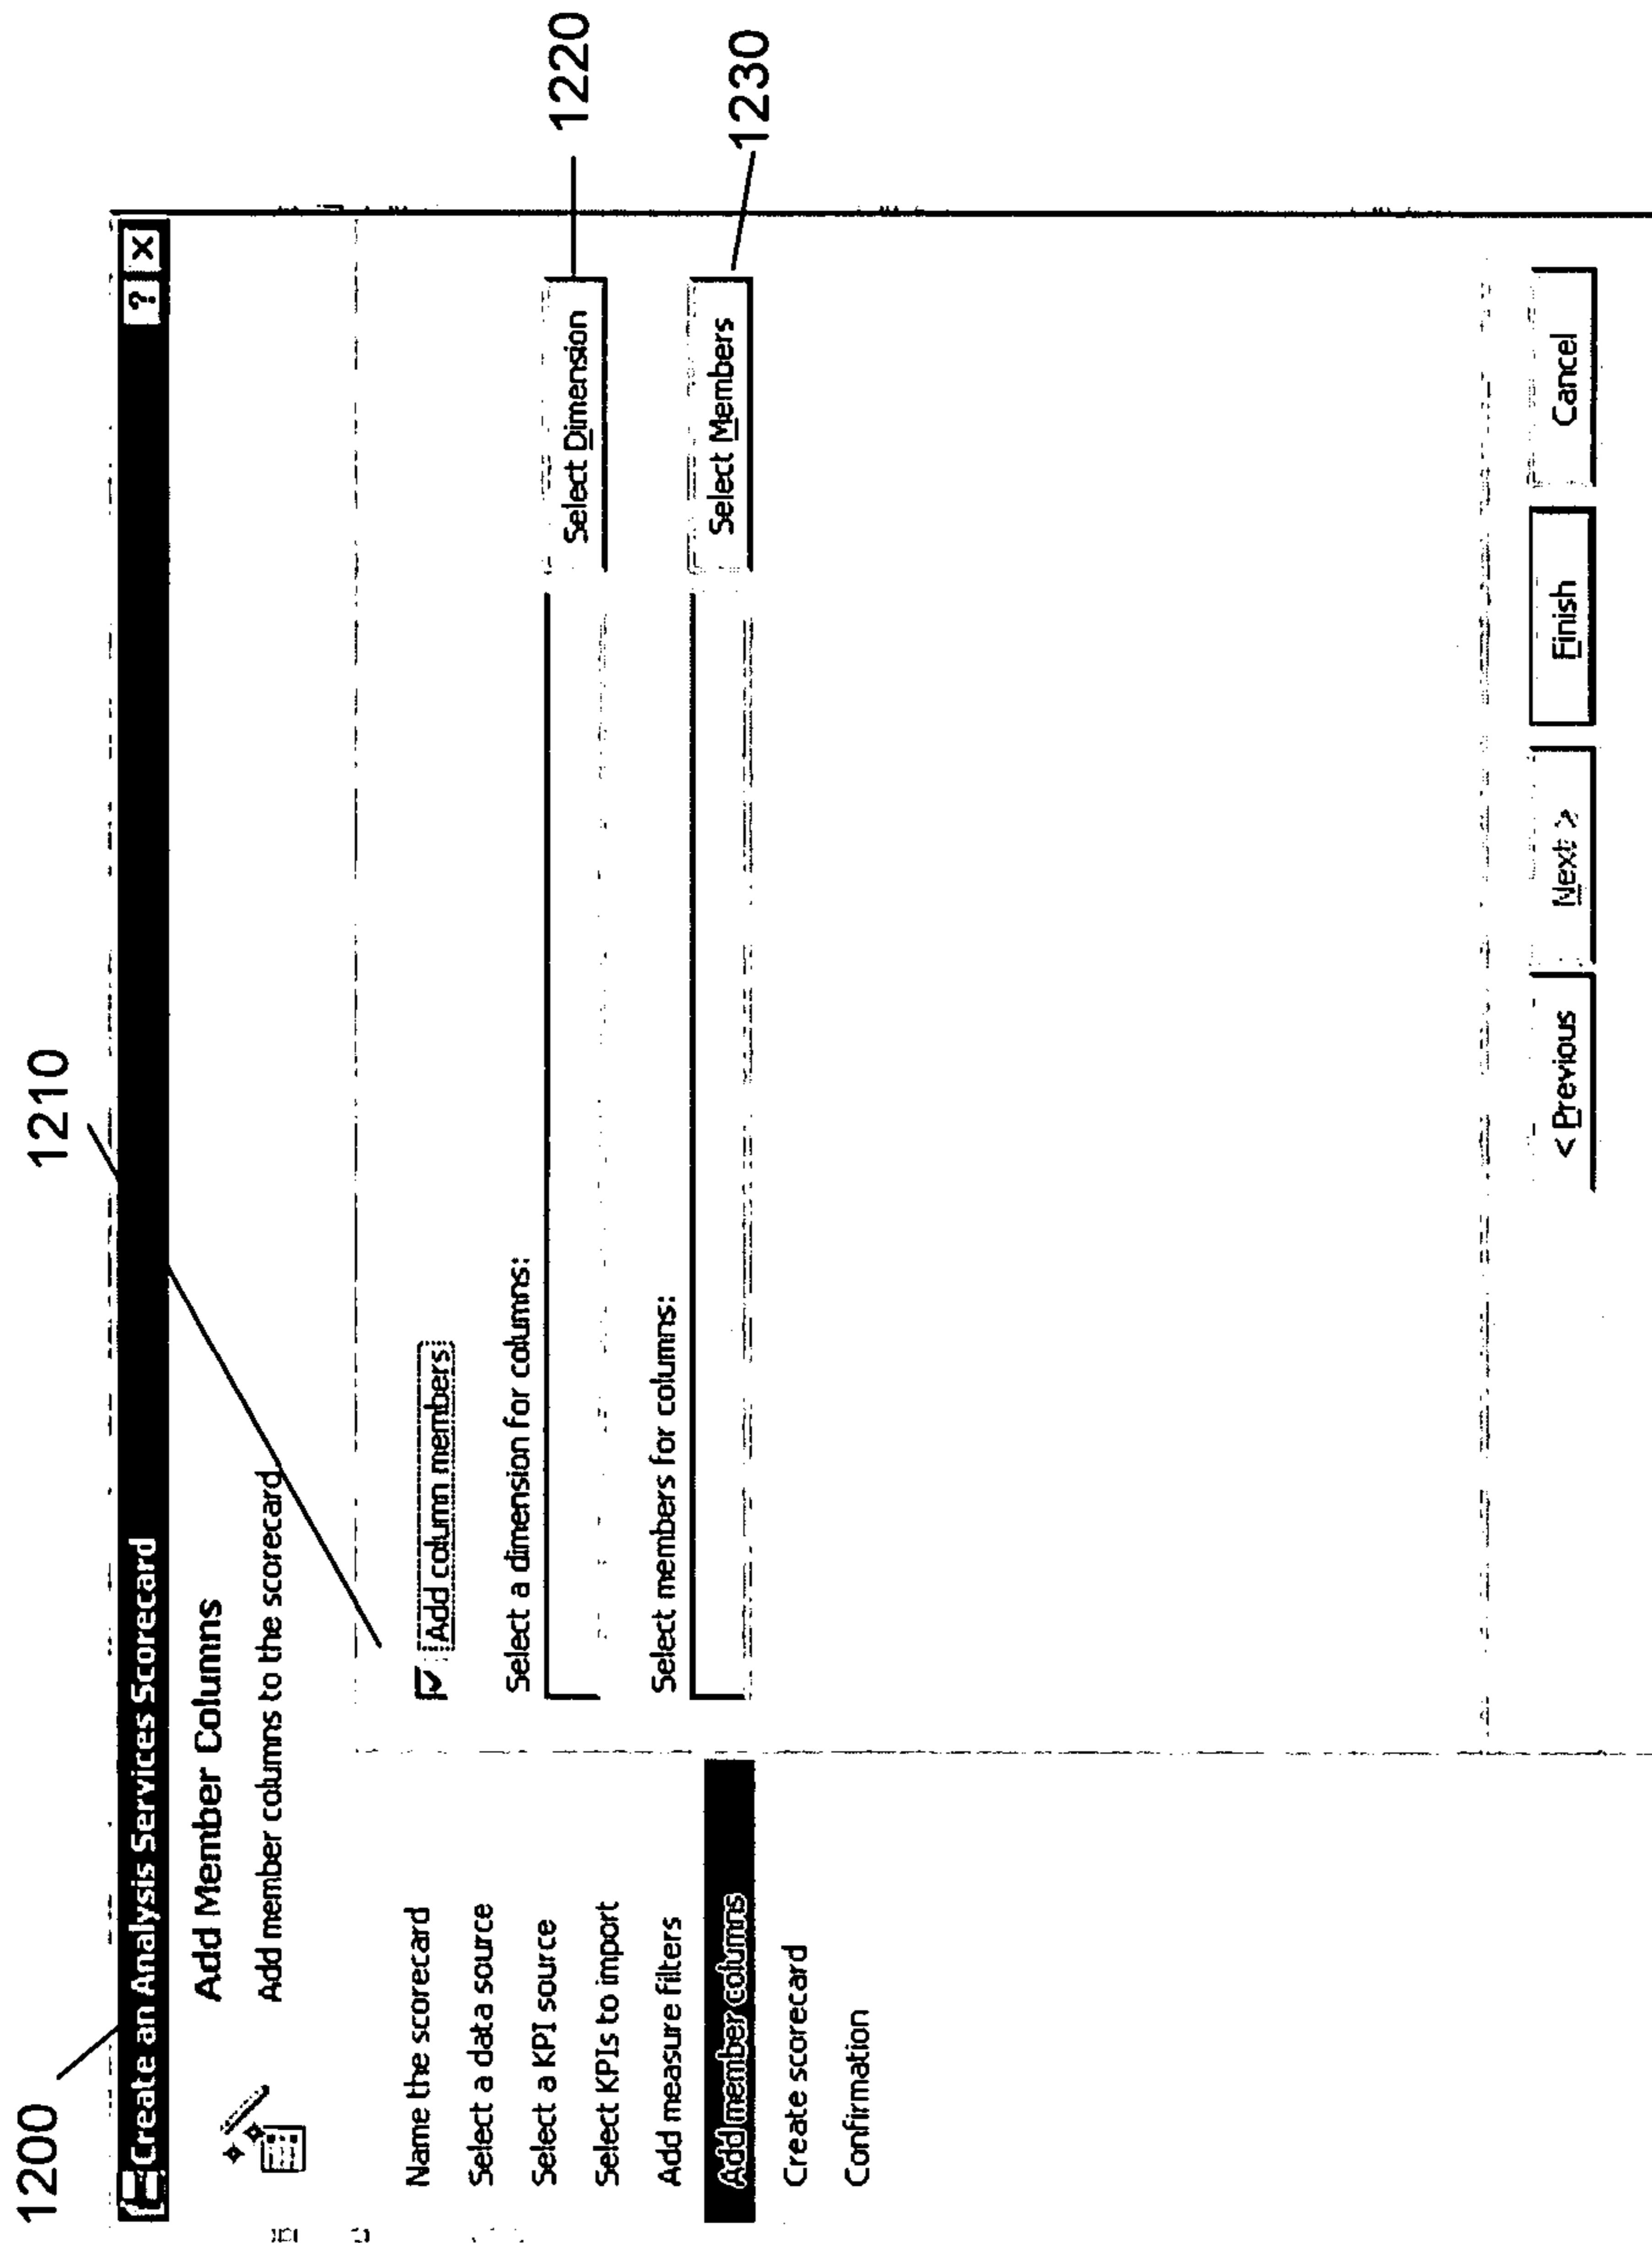 1200
1210
Create an Analysis Services Scorecard ? X
Add Member Columns
Add member columns to the scorecard.
Name the scorecard
Select a data source
Select a KPI source
Select KPIs to import
Add measure filters
Add member columns
Create scorecard
Confirmation
Add column members
Select a dimension for columns:
Select Dimension
1220
Select members for columns:
Select Members
1230
< Previous
Next >
Finish
Cancel